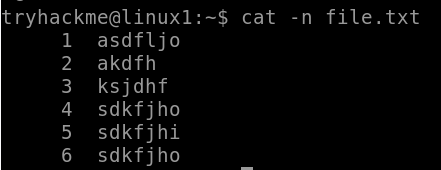 tryhackme@linux1:~$ cat -n file.txt
1 asdfljo
2 akdfh
3 ksjdhf
4 sdkfjho
5 sdkfjhi
6 sdkfjho